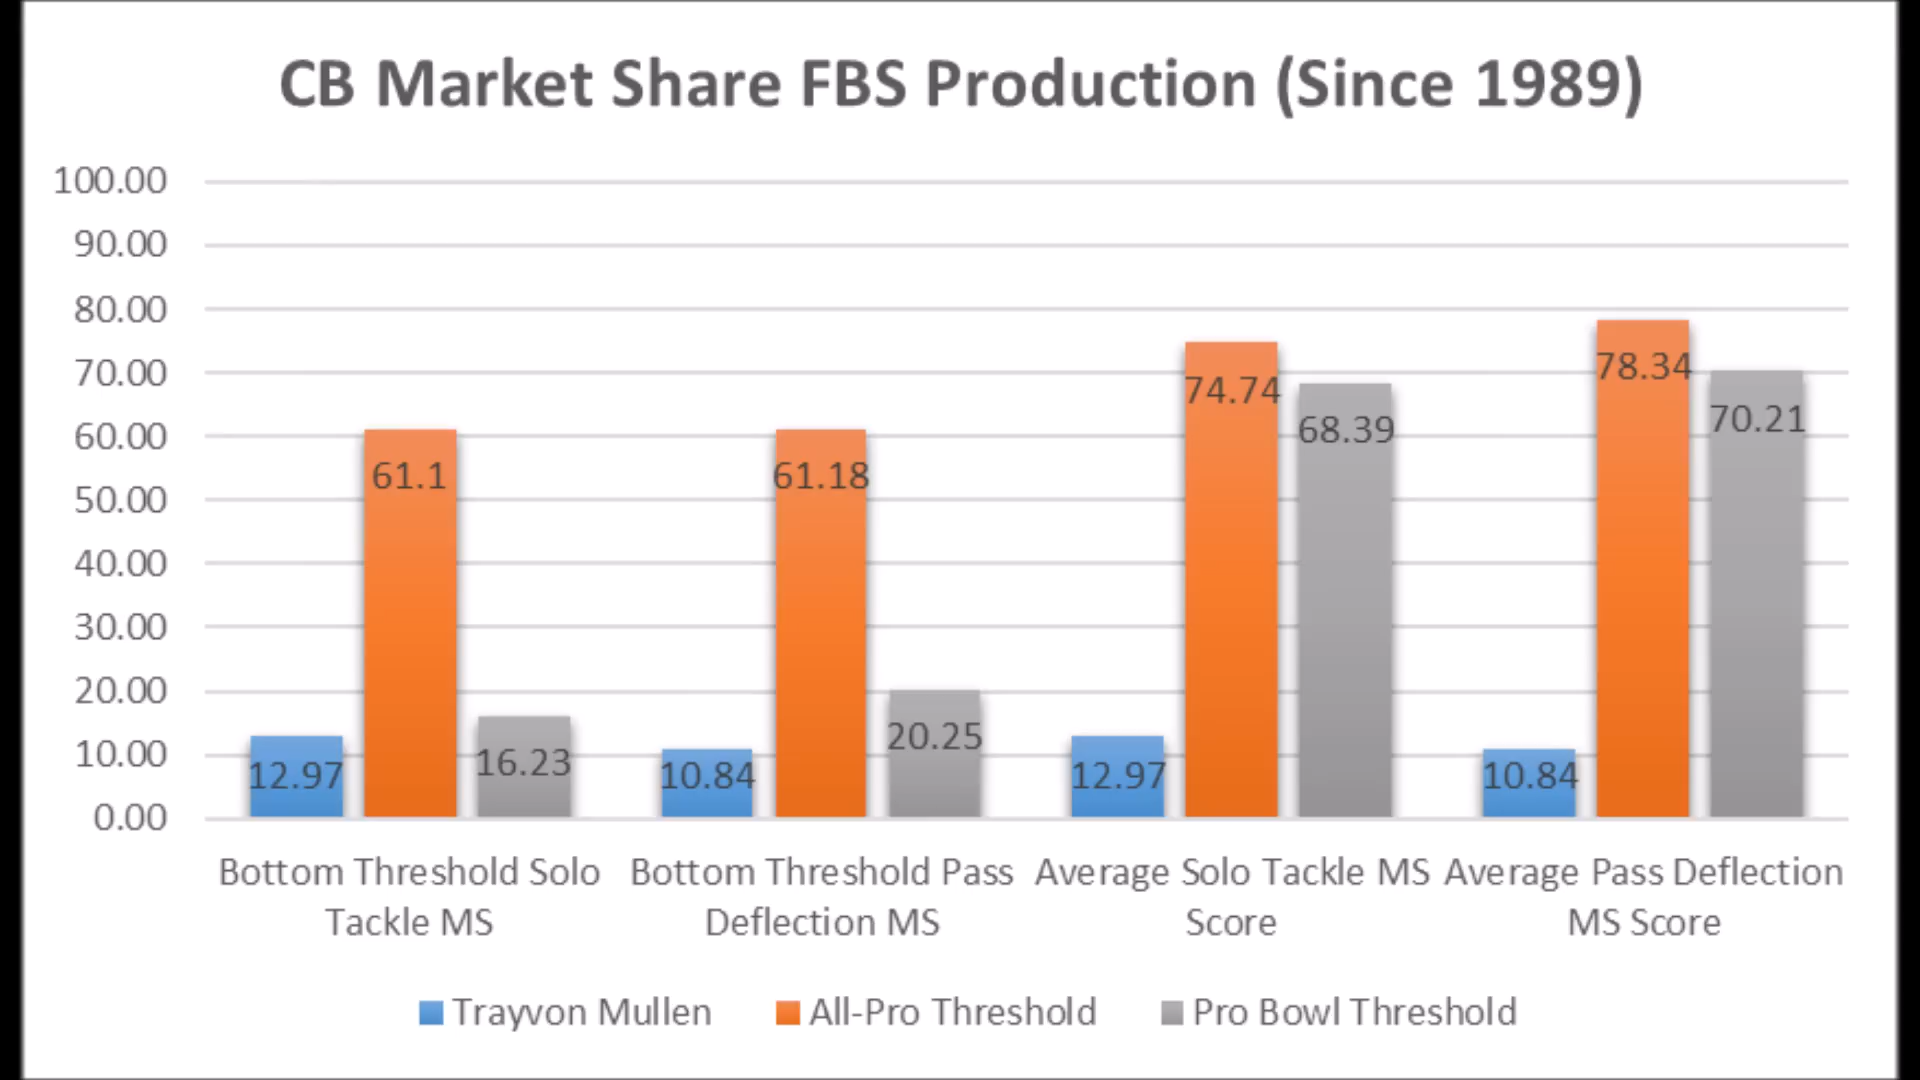 CB Market Share FBS Production (Since 1989)
100.00
90.00
80.00
70.00
60.00
50.00
40.00
30.00
20.00
10.00
0.00
12.97
61.1
16.23
10.84
61.18
20.25
12.97
74.74
68.39
10.84
78.34
70.21
Bottom Threshold Solo
Tackle MS
Bottom Threshold Pass
Deflection MS
Average Solo Tackle MS
Score
Average Pass Deflection
MS Score
Trayvon Mullen
All-Pro Threshold
Pro Bowl Threshold